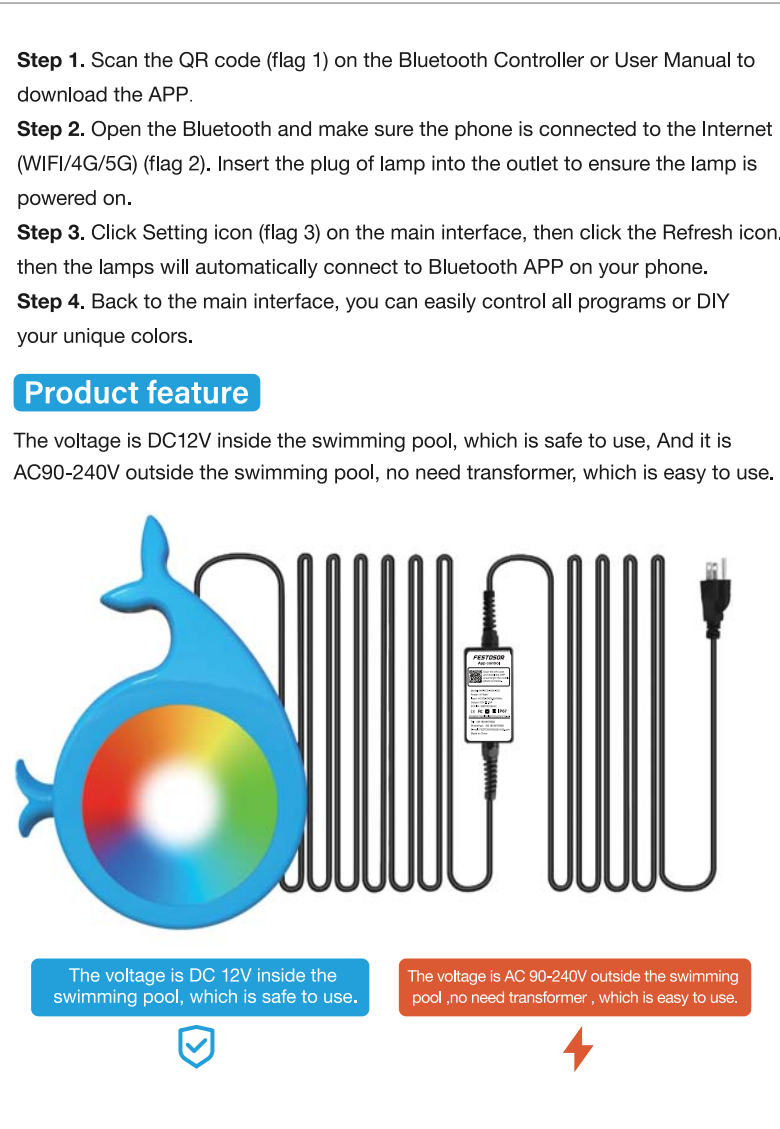 Step 1. Scan the QR code (flag 1) on the Bluetooth Controller or User Manual to
download the APP.
Step 2. Open the Bluetooth and make sure the phone is connected to the Internet
(WIFI/4G/5G) (flag 2). Insert the plug of lamp into the outlet to ensure the lamp is
powered on.
Step 3. Click Setting icon (flag 3) on the main interface, then click the Refresh icon,
then the lamps will automatically connect to Bluetooth APP on your phone.
Step 4. Back to the main interface, you can easily control all programs or DIY
your unique colors.
Product feature
The voltage is DC12V inside the swimming pool, which is safe to use, And it is
AC90-240V outside the swimming pool, no need transformer, which is easy to use.
FESTOSOR
App control
IP67
The voltage is DC 12V inside the
swimming pool, which is safe to use.
The voltage is AC 90-240V outside the swimming
pool ,no need transformer , which is easy to use.